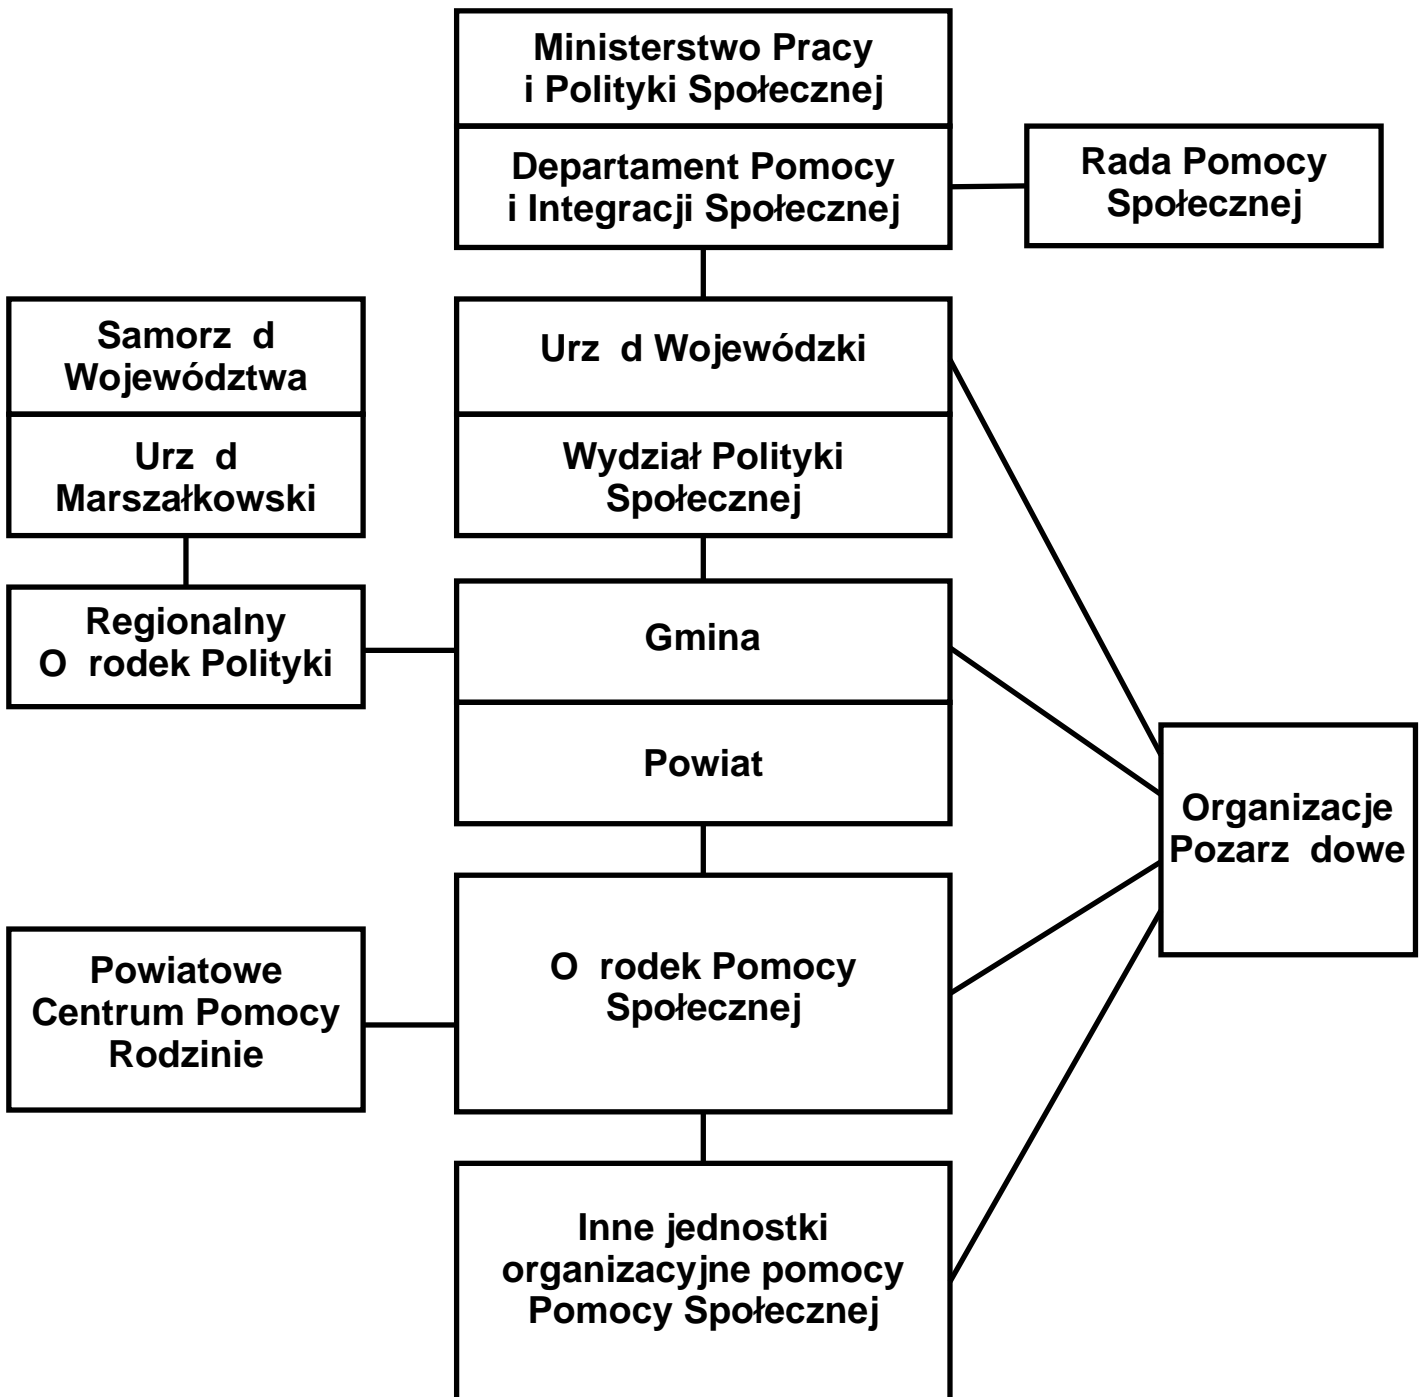 Ministerstwo Pracy
i Polityki Społecznej
Departament Pomocy
i Integracji Społecznej
Rada Pomocy
Społecznej
Samorz d
Województwa
Urz d
Marszałkowski
Urz d Wojewódzki
Wydział Polityki
Społecznej
Regionalny
O rodek Polityki
Gmina
Powiat
Organizacje
Pozarz dowe
Powiatowe
Centrum Pomocy
Rodzinie
O rodek Pomocy
Społecznej
Inne jednostki
organizacyjne pomocy
Pomocy Społecznej